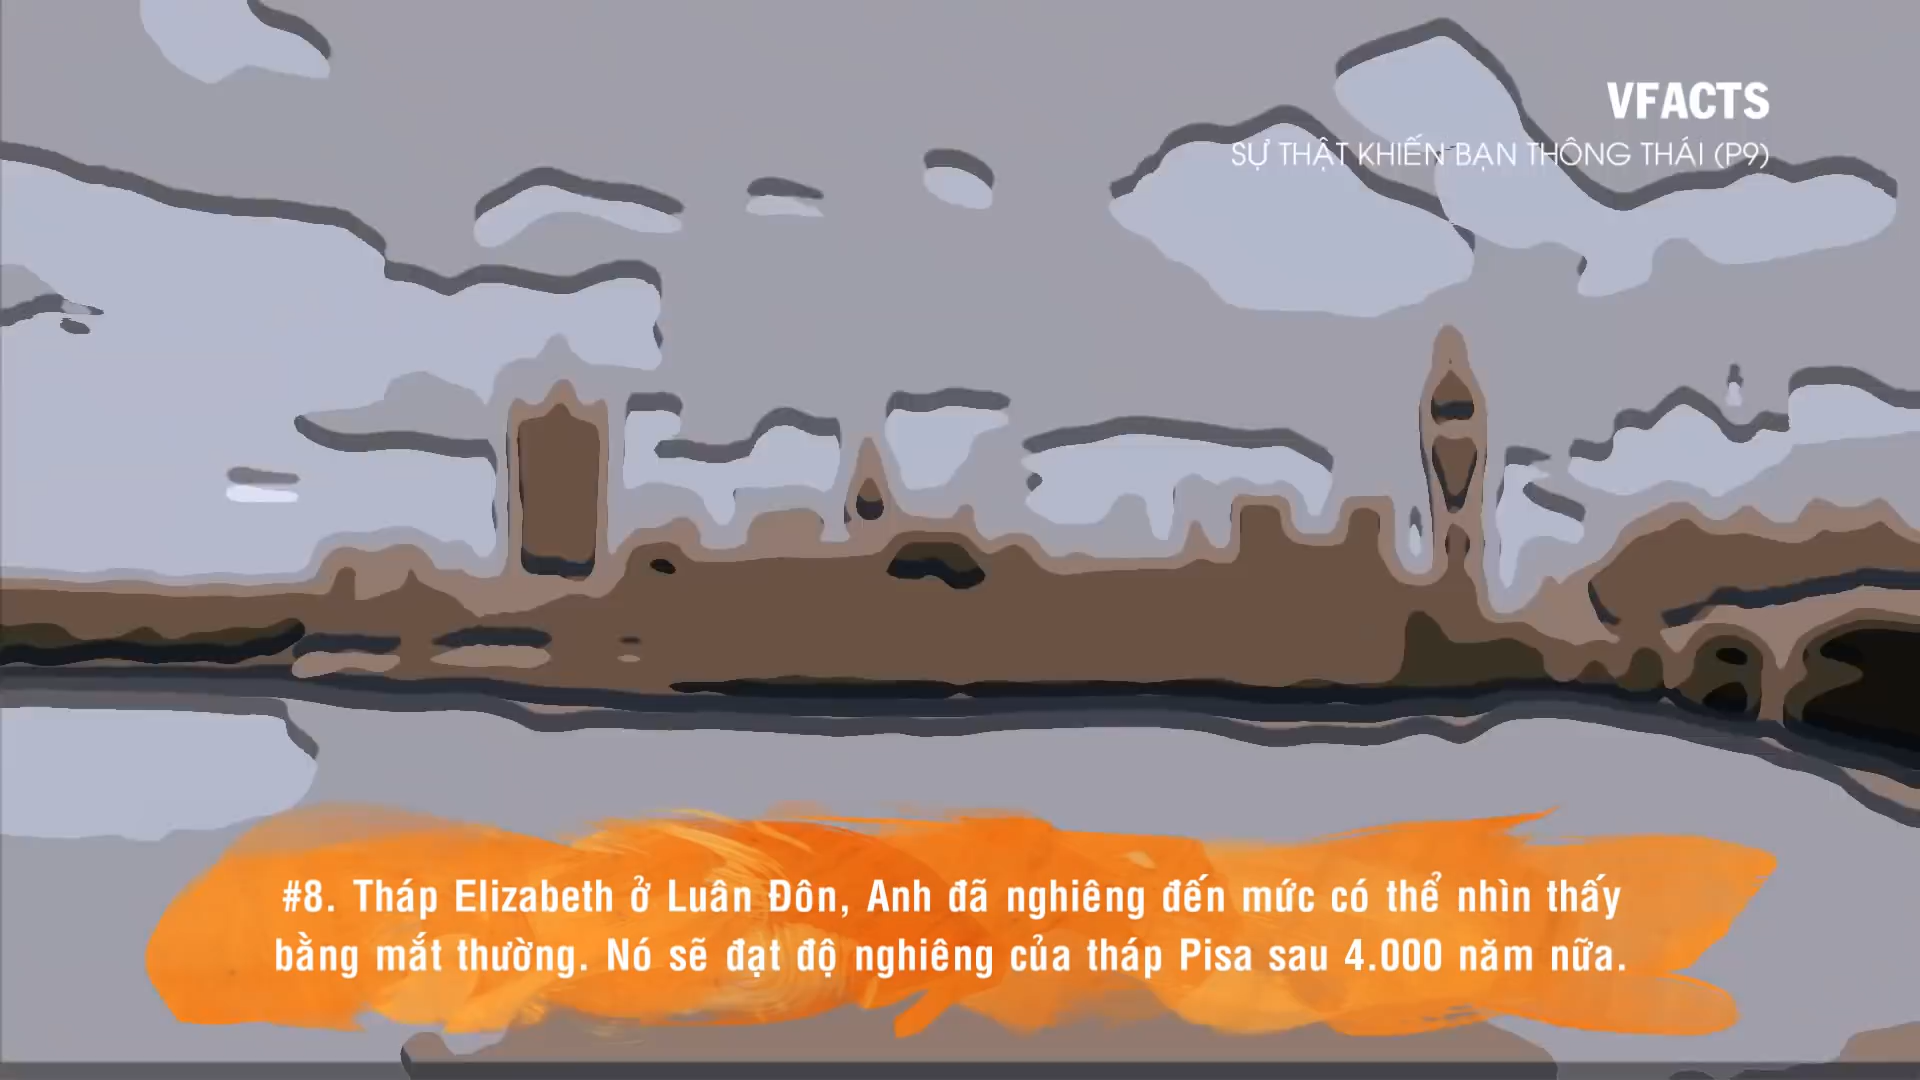 VFACTS
SỰ THẬT KHIẾN BẠN THÔNG THÁI (P9)
#8. Tháp Elizabeth ở Luân Đôn, Anh đã nghiêng đến mức có thể nhìn thấy
bằng mắt thường. Nó sẽ đạt độ nghiêng của tháp Pisa sau 4.000 năm nữa.